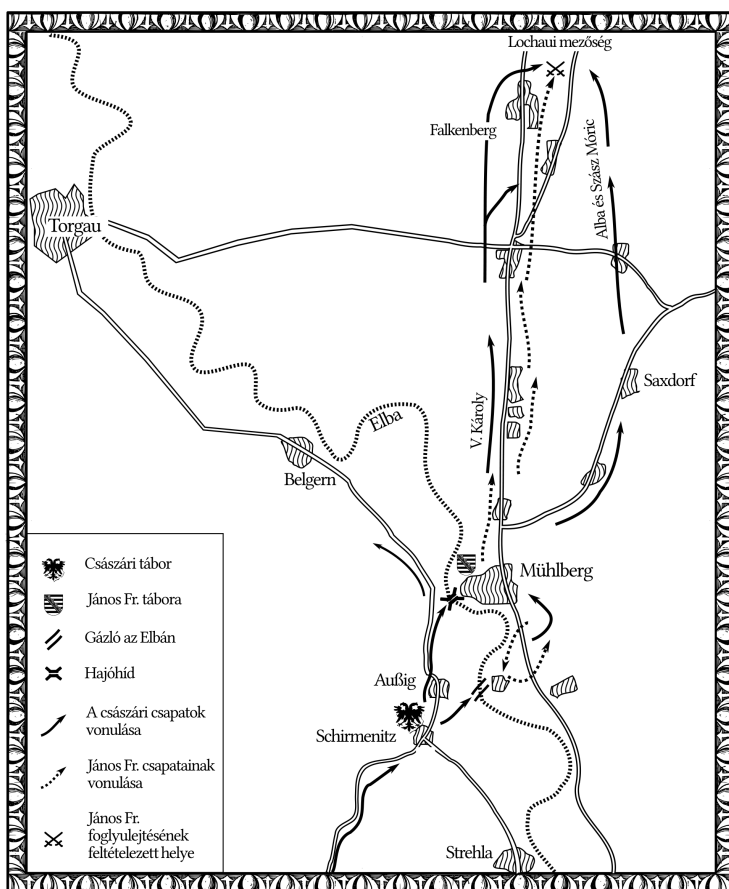 Lochaui mezőség
Falkenberg
Alba és Szász Móric
Torgau
Saxdorf
Elba
V. Károly
Belgern
Mühlberg
Außig
Schirmenitz
Strehla
Császári tábor
János Fr. tábora
Gázló az Elbán
Hajóhíd
A császári csapatok
vonulása
János Fr. csapatainak
vonulása
János Fr.
foglyulejtésének
feltételezett helye